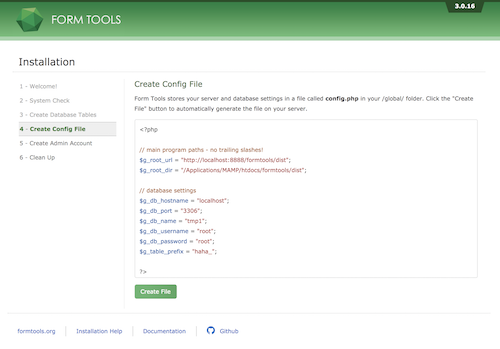 3.0.16
FORM TOOLS
Installation
1 - Welcome!
2 - System Check
3 - Create Database Tables
4 - Create Config File
5 - Create Admin Account
6 - Clean Up
Create Config File
Form Tools stores your server and database settings in a file called config.php in your /global/ folder. Click the "Create
File" button to automatically generate the file on your server.
<?php
// main program paths - no trailing slashes!
$g_root_url = "http://localhost:8888/formtools/dist";
$g_root_dir = "/Applications/MAMP/htdocs/formtools/dist";
// database settings
$g_db_hostname = "localhost";
$g_db_port = "3306";
$g_db_name = "tmp1";
$g_db_username = "root";
$g_db_password = "root";
$g_table_prefix = "haha_";
?>
Create File
formtools.org
Installation Help
Documentation
Github